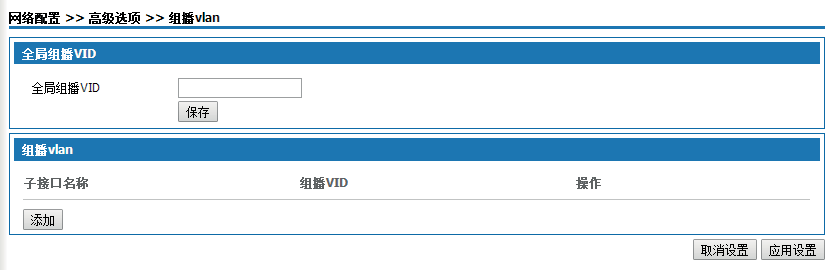 网络配置 >> 高级选项 >> 组播vlan
全局组播VID
全局组播VID
保存
组播vlan
子接口名称 组播VID 操作
添加
取消设置 应用设置